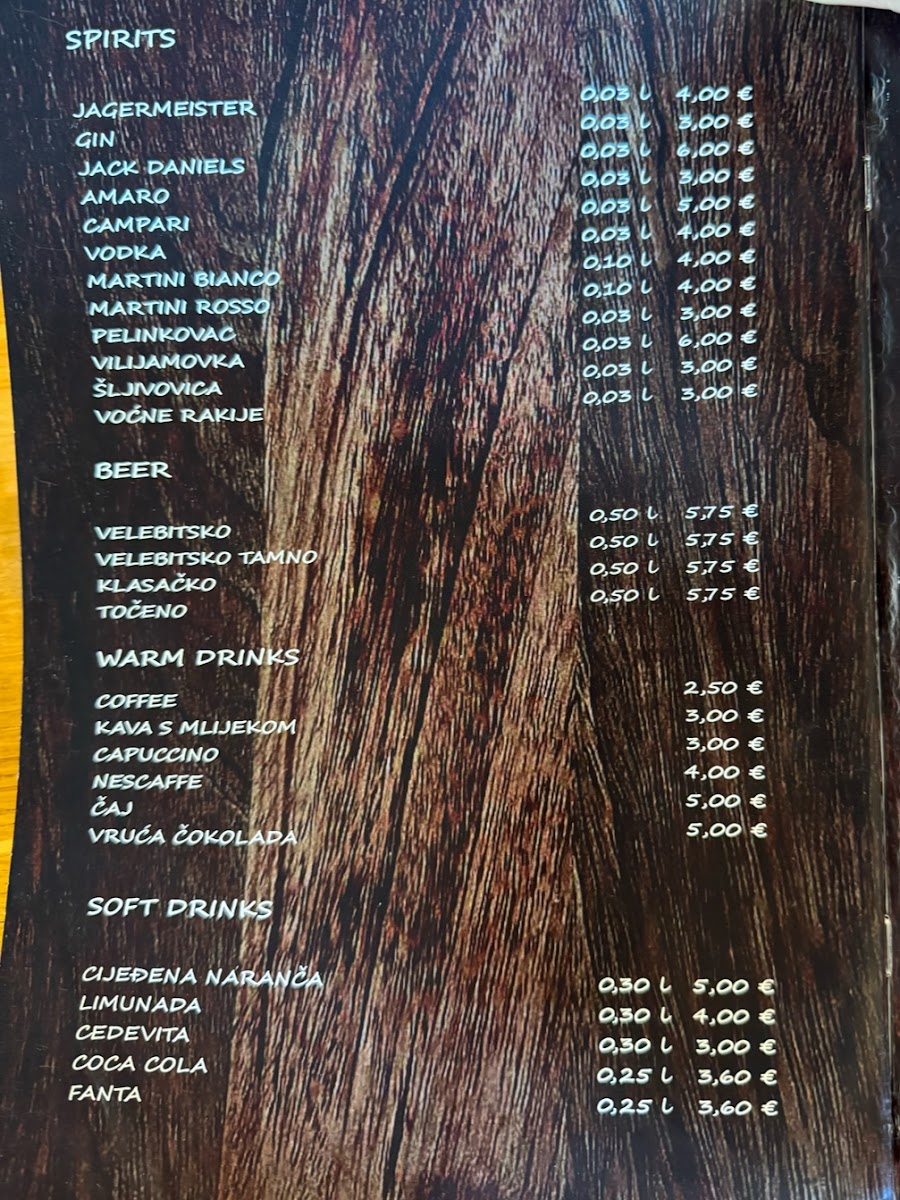 SPIRITS
JAGERMEISTER 0,03 l 4,00 €
GIN 0,03 l 3,00 €
JACK DANIELS 0,03 l 6,00 €
AMARO 0,03 l 3,00 €
CAMPARI 0,03 l 5,00 €
VODKA 0,03 l 4,00 €
MARTINI BIANCO 0,10 l 4,00 €
MARTINI ROSSO 0,10 l 4,00 €
PELINKOVAC 0,03 l 3,00 €
VILIJAMOVKA 0,03 l 6,00 €
ŠLJIVOVICA 0,03 l 3,00 €
VOĆNE RAKIJE 0,03 l 3,00 €
BEER
VELEBITSKO 0,50 l 5,75 €
VELEBITSKO TAMNO 0,50 l 5,75 €
KLASAČKO 0,50 l 5,75 €
TOČENO 0,50 l 5,75 €
WARM DRINKS
COFFEE 2,50 €
KAVA S MLIJEKOM 3,00 €
CAPUCCINO 3,00 €
NESCAFFE 4,00 €
ČAJ 5,00 €
VRUĆA ČOKOLADA 5,00 €
SOFT DRINKS
CIJEĐENA NARANČA 0,30 l 5,00 €
LIMUNADA 0,30 l 4,00 €
CEDEVITA 0,30 l 3,00 €
COCA COLA 0,25 l 3,60 €
FANTA 0,25 l 3,60 €